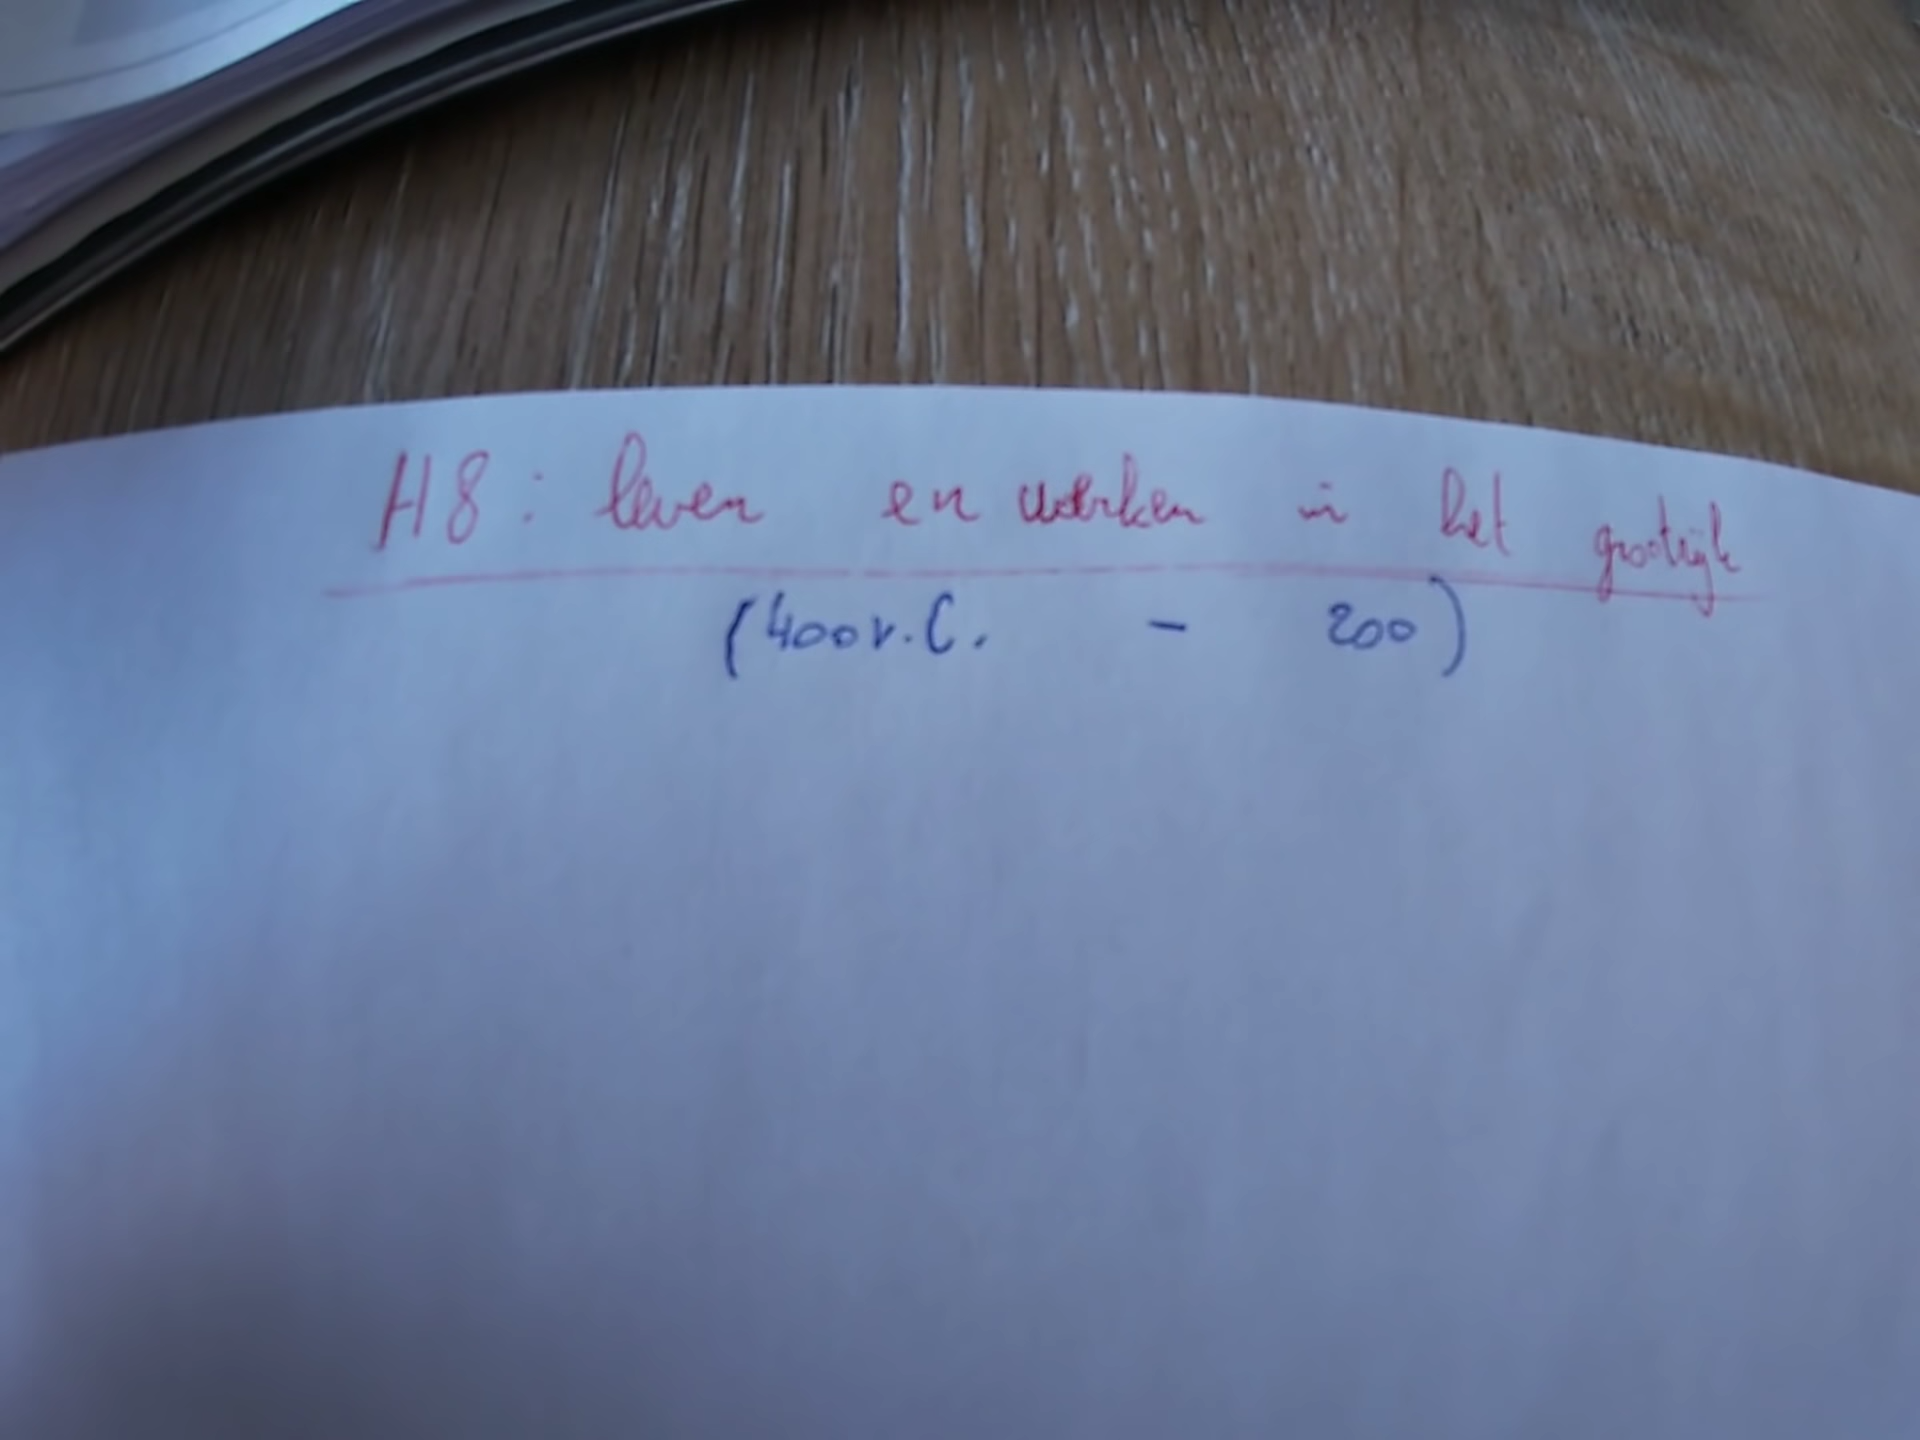 H8: leven en werken in het grootrijk
(400 v.C. - 200)